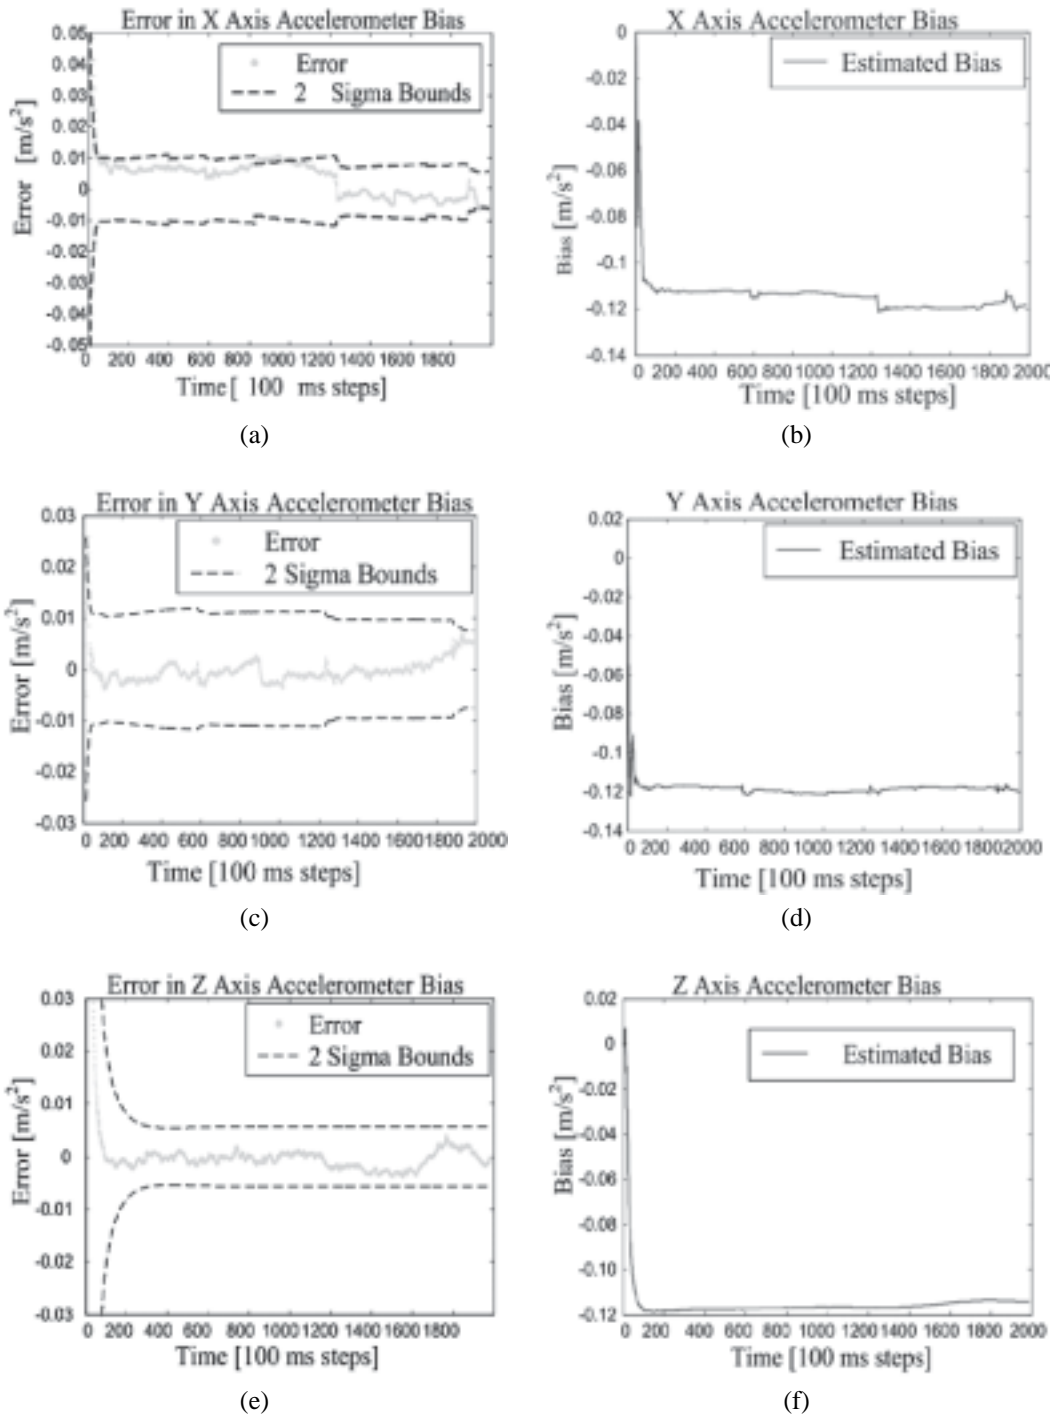 Error in X Axis Accelerometer Bias
0.05
0.04
0.03
0.02
0.01
0
-0.01
-0.02
-0.03
-0.04
-0.05
Error [m/s²]
Error
2 Sigma Bounds
0 200 400 600 800 1000 1200 1400 1600 1800
Time [ 100 ms steps]
(a)
X Axis Accelerometer Bias
0
-0.02
-0.04
-0.06
-0.08
-0.1
-0.12
-0.14
Bias [m/s²]
Estimated Bias
0 200 400 600 800 1000 1200 1400 1600 1800 2000
Time [100 ms steps]
(b)
Error in Y Axis Accelerometer Bias
0.03
0.02
0.01
0
-0.01
-0.02
-0.03
Error [m/s²]
Error
2 Sigma Bounds
0 200 400 600 800 1000 1200 1400 1600 1800 2000
Time [100 ms steps]
(c)
Y Axis Accelerometer Bias
0.02
0
-0.02
-0.04
-0.06
-0.08
-0.1
-0.12
-0.14
Bias [m/s²]
Estimated Bias
0 200 400 600 800 1000 1200 1400 1600 18002000
Time [100 ms steps]
(d)
Error in Z Axis Accelerometer Bias
0.03
0.02
0.01
0
-0.01
-0.02
-0.03
Error [m/s²]
Error
2 Sigma Bounds
0 200 400 600 800 1000 1200 1400 1600 1800
Time [100 ms steps]
(e)
Z Axis Accelerometer Bias
0.02
0
-0.02
-0.04
-0.06
-0.08
-0.10
-0.12
Bias [m/s²]
Estimated Bias
0 200 400 600 800 1000 1200 1400 1600 1800 2000
Time [100 ms steps]
(f)